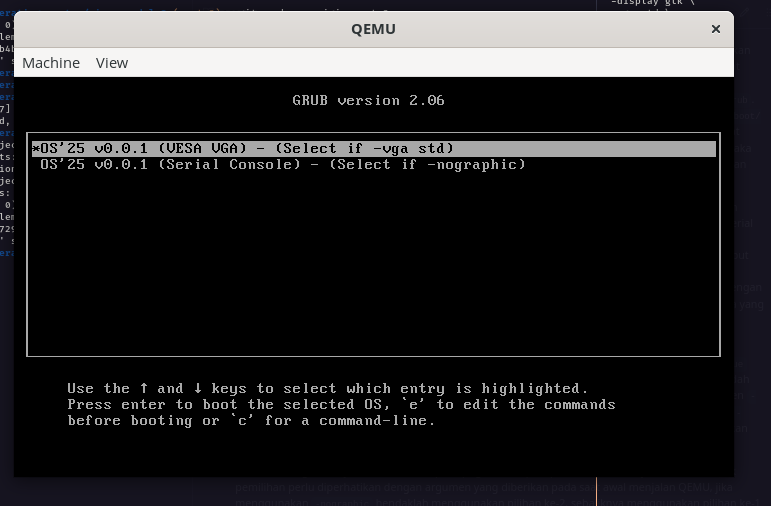 -display gtk \
QEMU
×
Machine View
GRUB version 2.06
*OS'25 v0.0.1 (VESA VGA) - (Select if -vga std)
OS'25 v0.0.1 (Serial Console) - (Select if -nographic)
Use the ↑ and ↓ keys to select which entry is highlighted.
Press enter to boot the selected OS, `e' to edit the commands
before booting or `c' for a command-line.